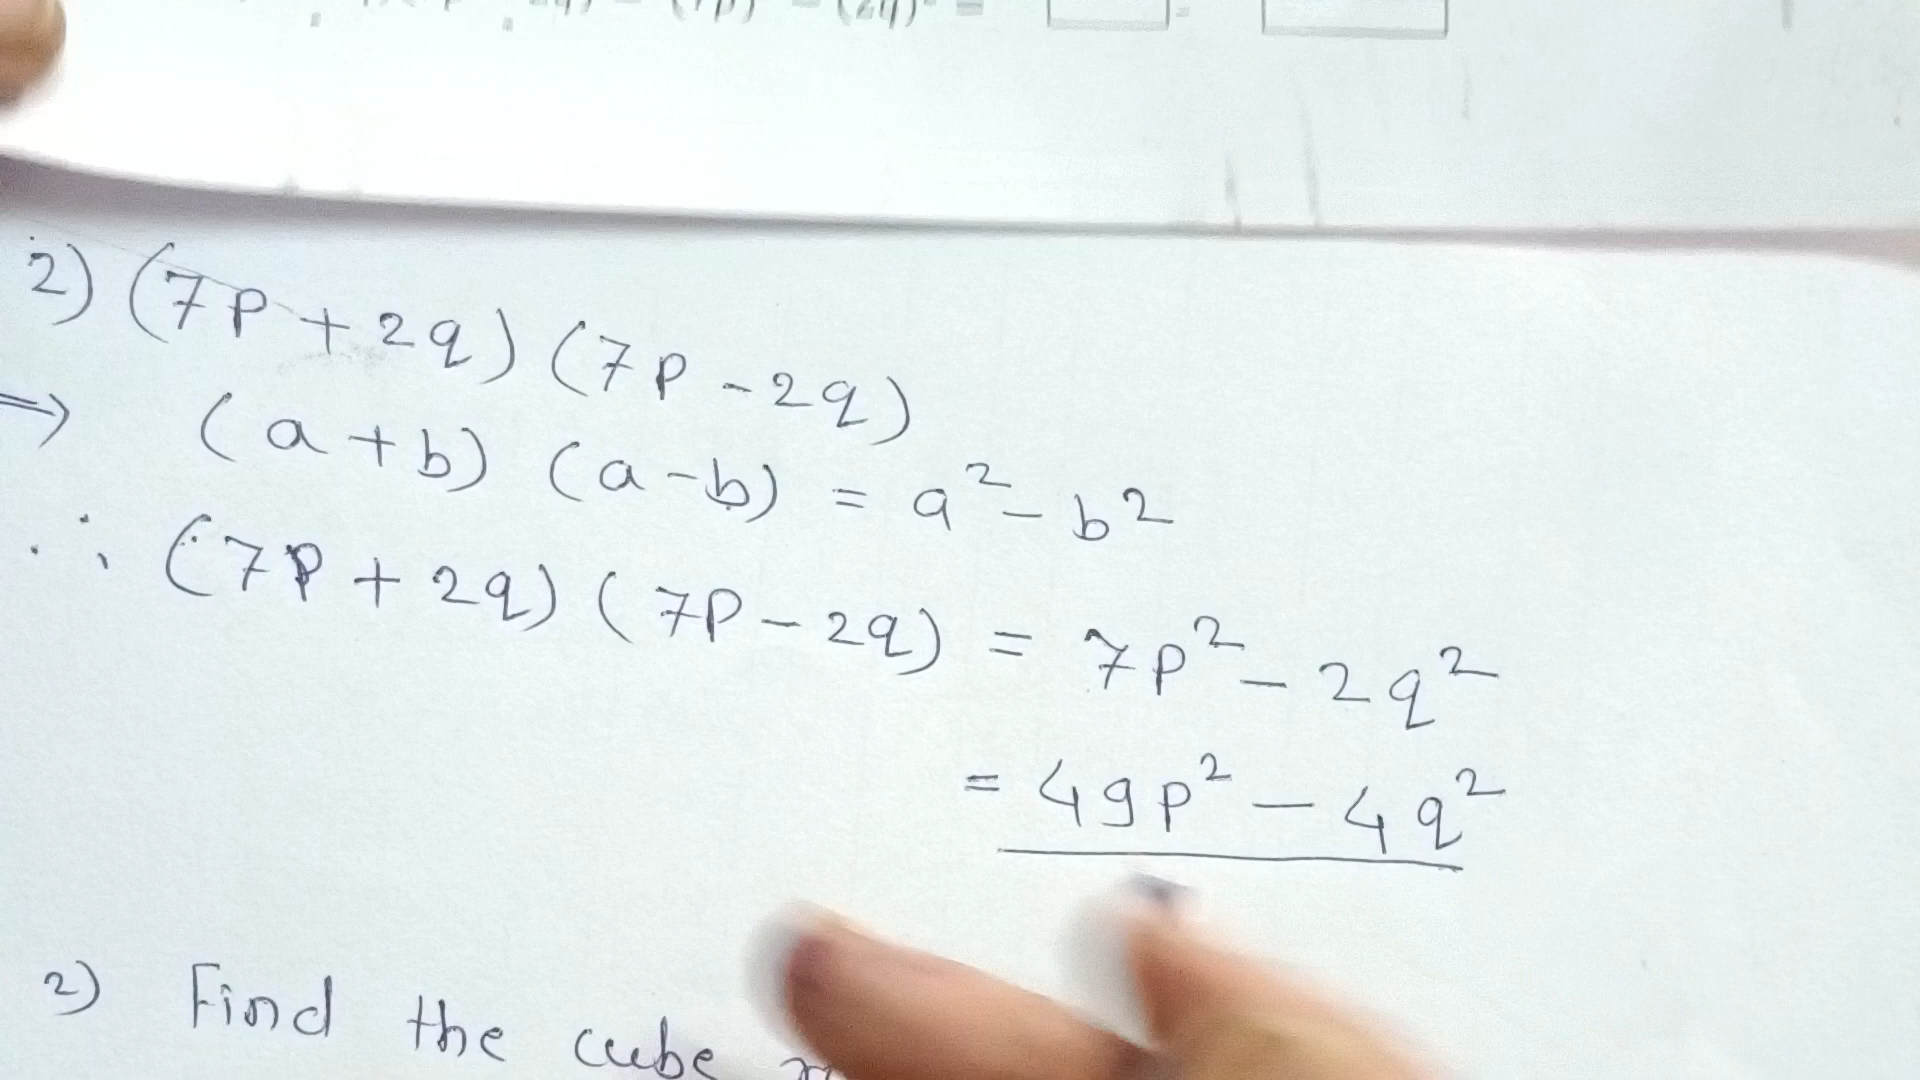 2) (7p + 2q) (7p - 2q)
⇒ (a + b) (a - b) = a² - b²
∴ (7p + 2q) (7p - 2q) = 7p² - 2q²
= 49p² - 4q²
2) Find the cube